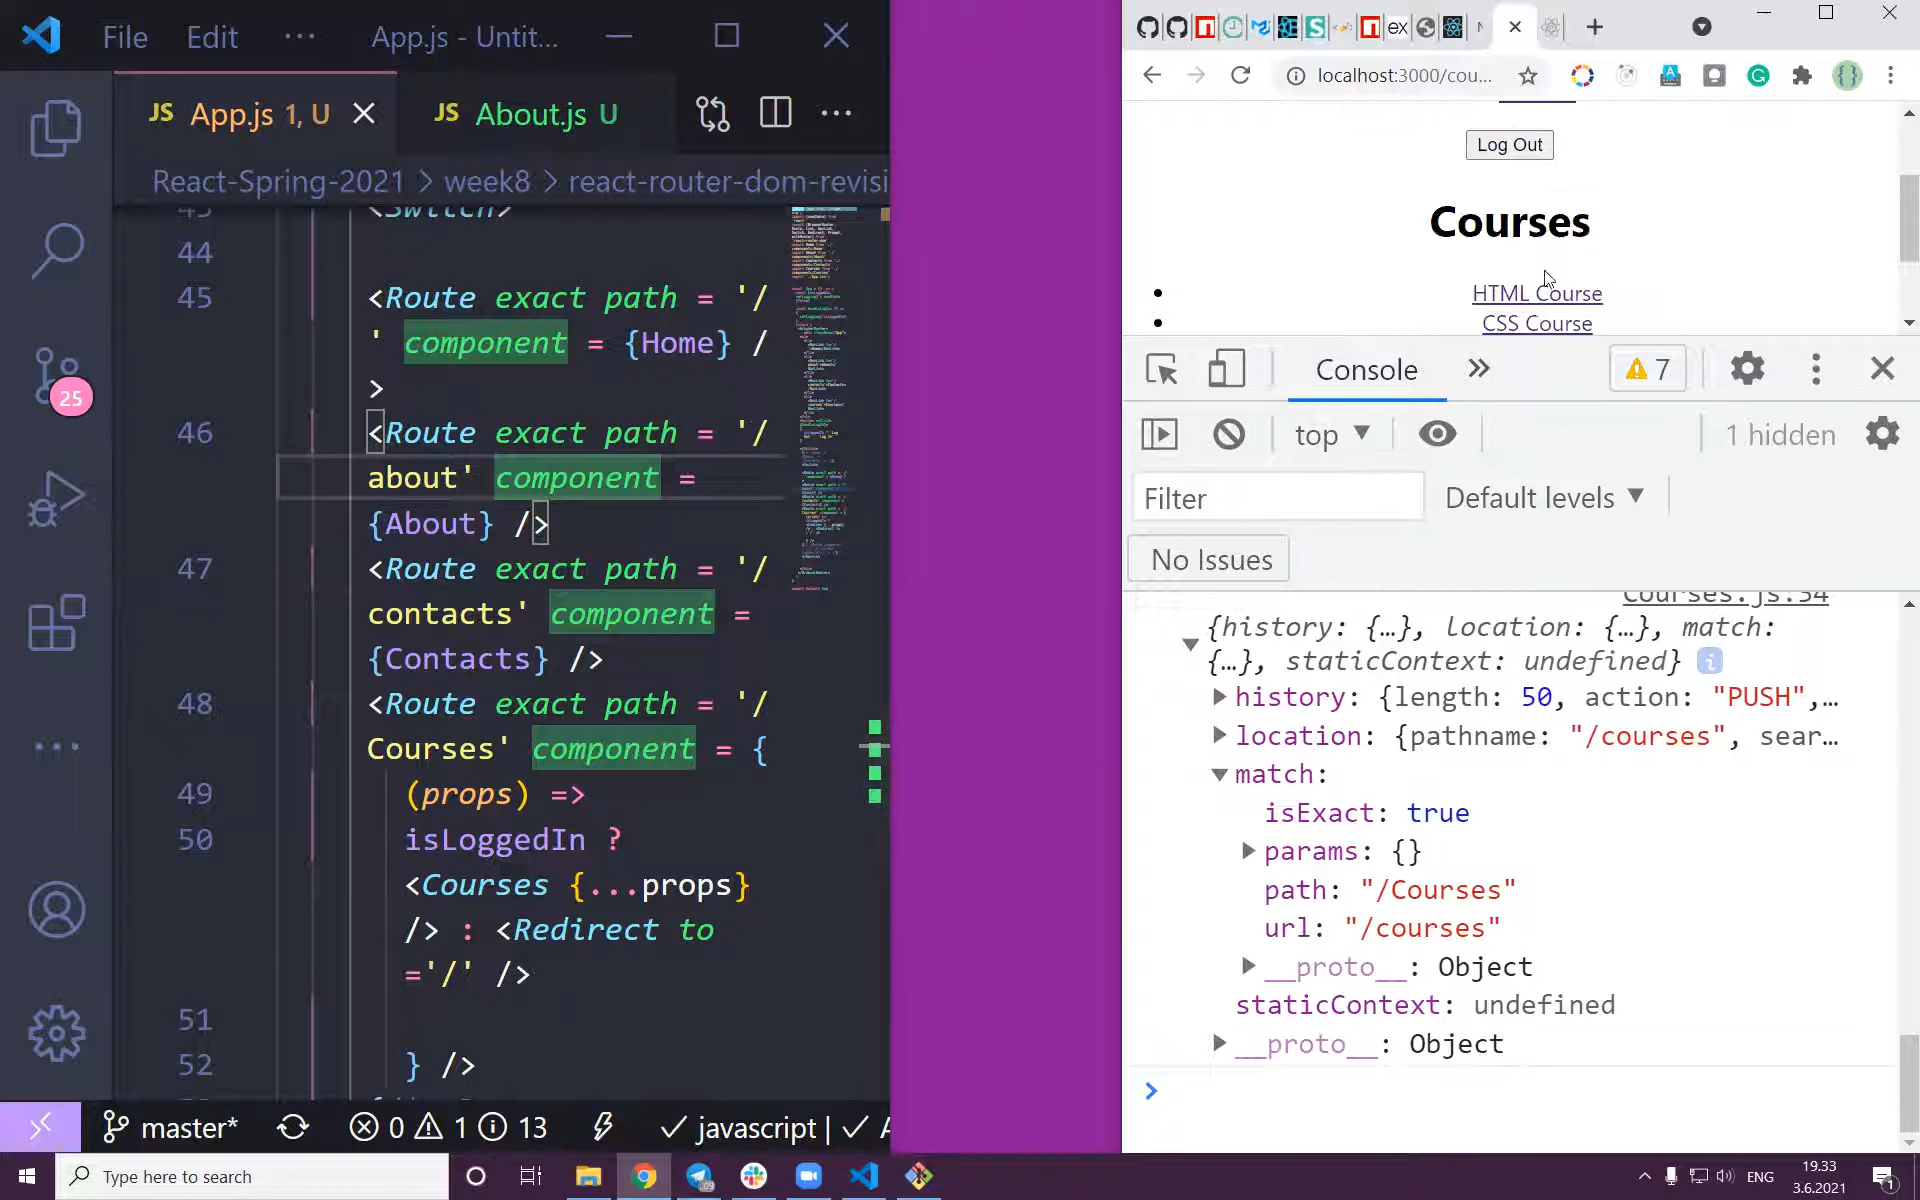 File
Edit
App.js - Untit...
JS App.js 1, U
JS About.js U
React-Spring-2021 > week8 > react-router-dom-revisi
43 <Switch>
44
45 <Route exact path = '/
' component = {Home} /
>
46 <Route exact path = '/
about' component =
{About} />
47 <Route exact path = '/
contacts' component =
{Contacts} />
48 <Route exact path = '/
Courses' component = {
49 (props) =>
50 isLoggedIn ?
<Courses {...props}
/> : <Redirect to
='/' />
51
52 } />
25
master* 0 1 13 javascript
Type here to search
localhost:3000/cou...
Log Out
Courses
HTML Course
CSS Course
Console
7
top
1 hidden
Filter
Default levels
No Issues
Courses.js:34
{history: {…}, location: {…}, match:
{…}, staticContext: undefined}
history: {length: 50, action: "PUSH",…
location: {pathname: "/courses", sear…
match:
isExact: true
params: {}
path: "/Courses"
url: "/courses"
__proto__: Object
staticContext: undefined
__proto__: Object
ENG
19.33
3.6.2021